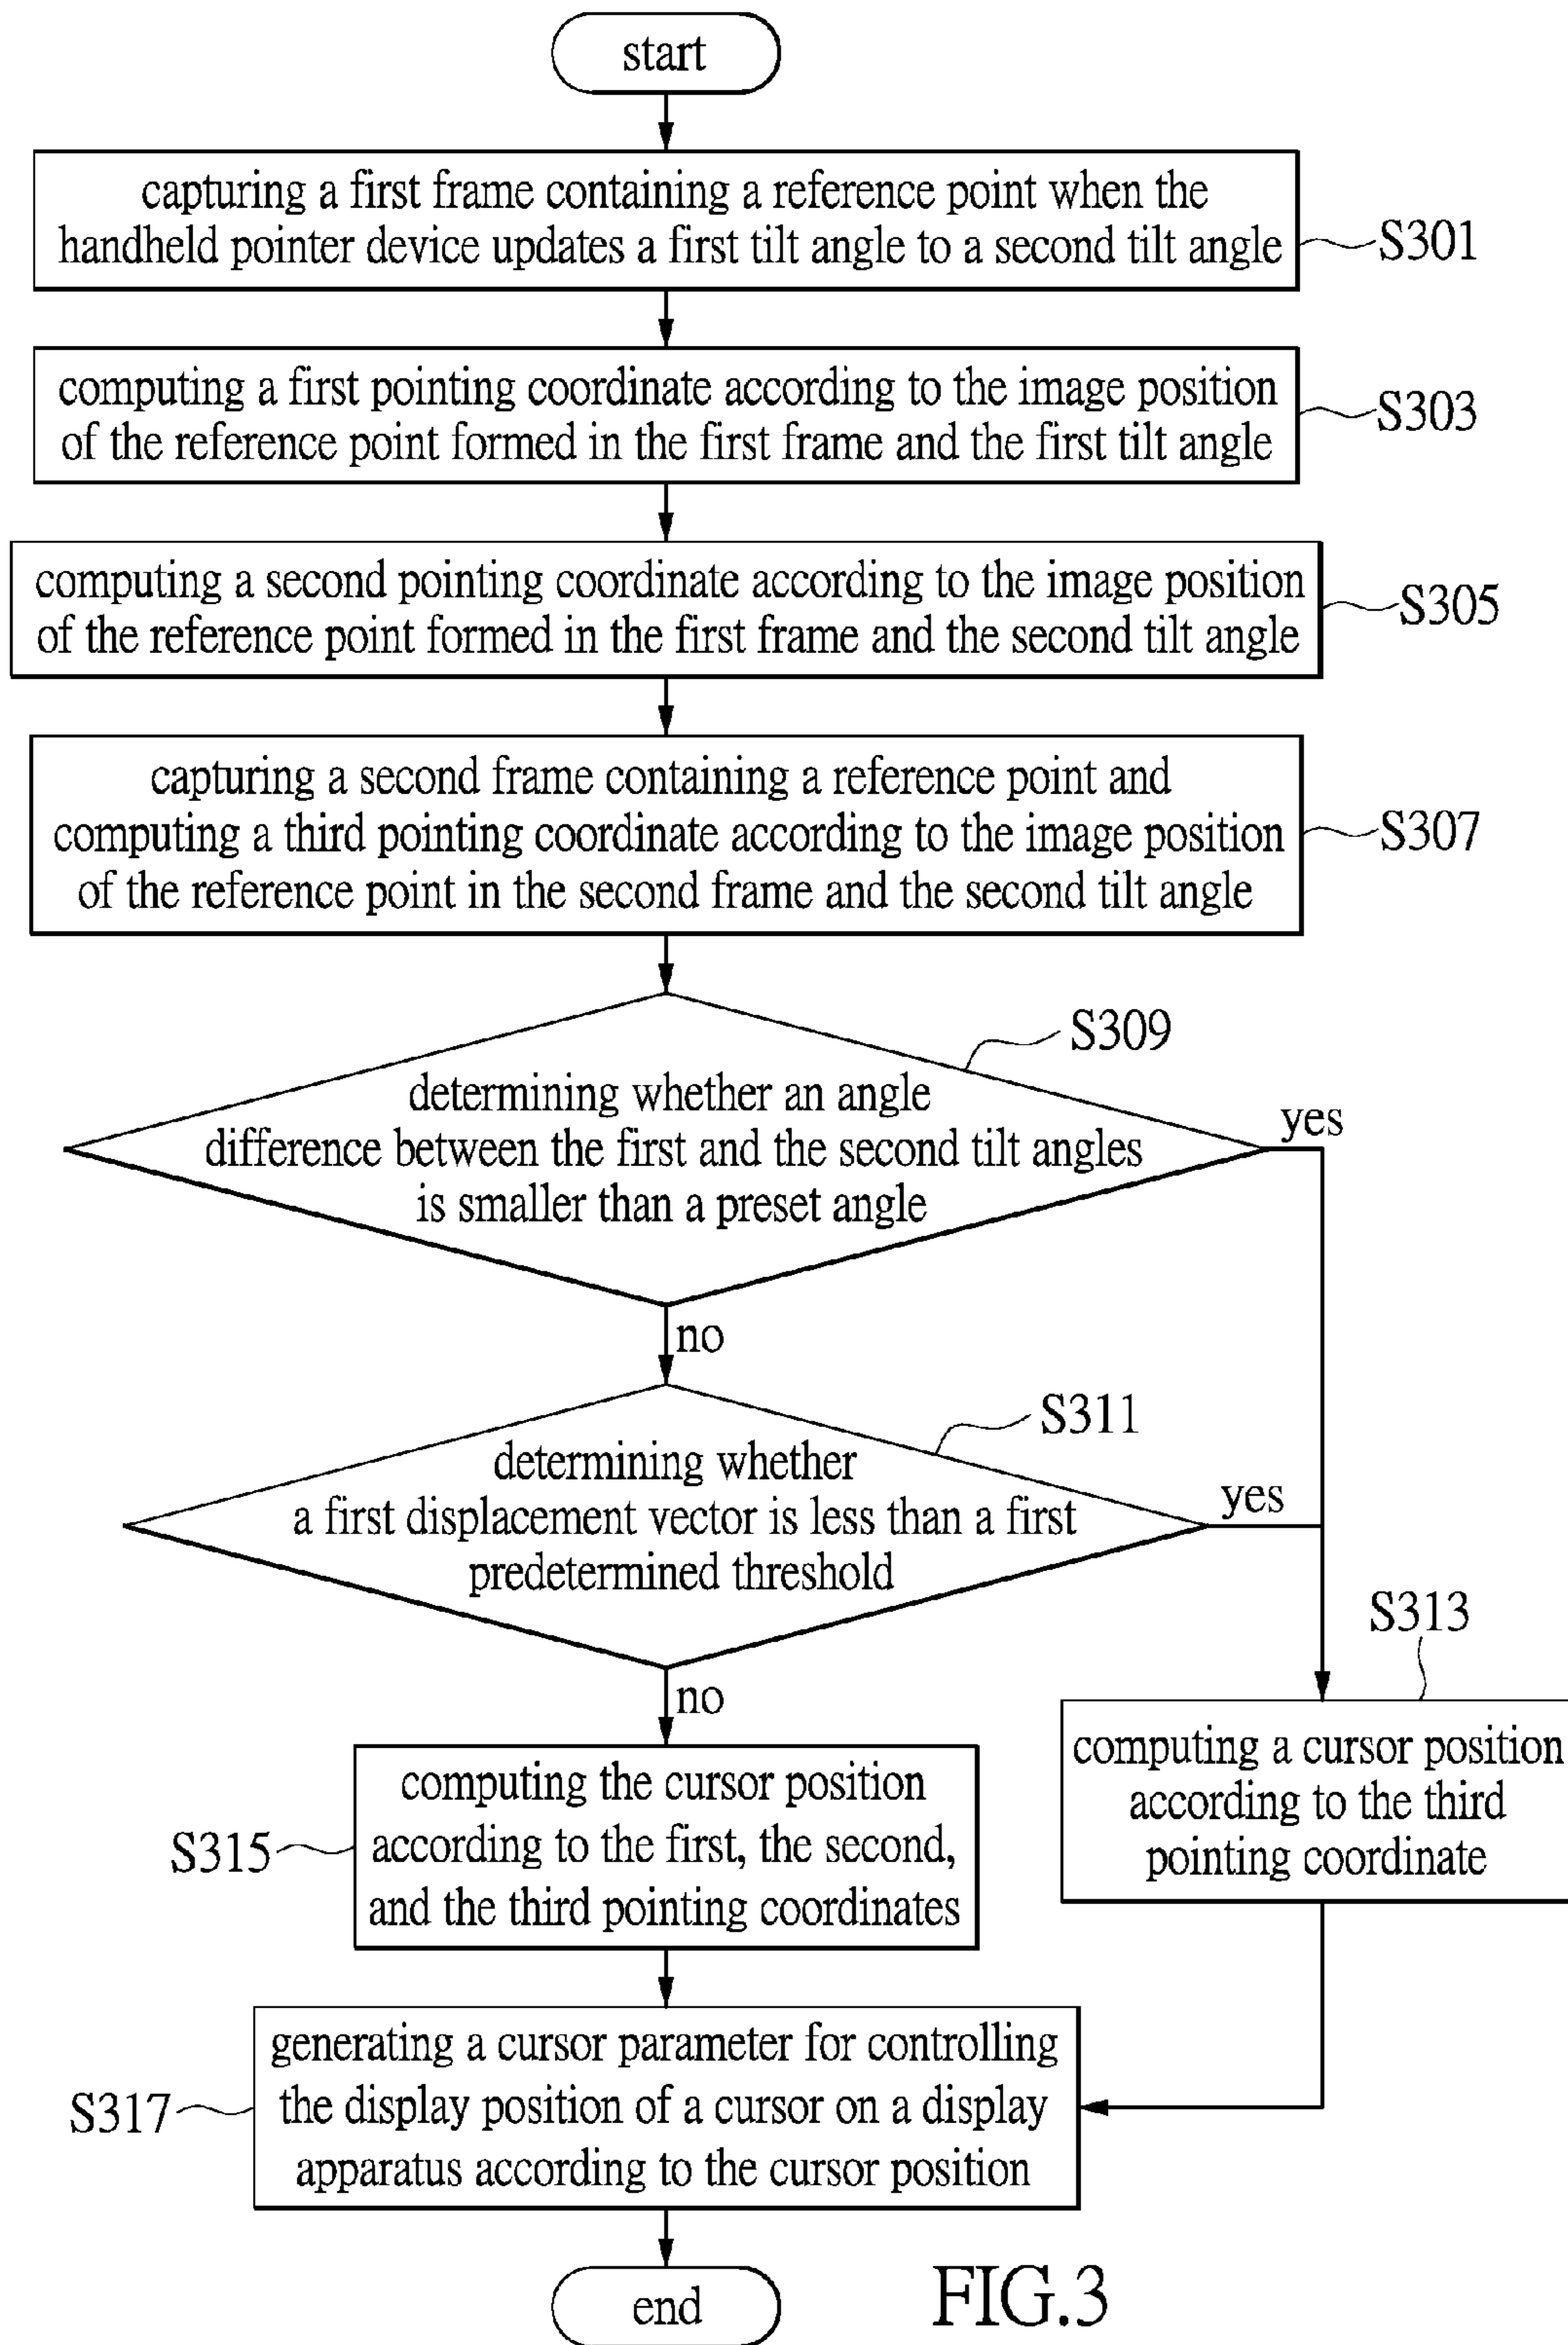 start
capturing a first frame containing a reference point when the
handheld pointer device updates a first tilt angle to a second tilt angle
S301
computing a first pointing coordinate according to the image position
of the reference point formed in the first frame and the first tilt angle
S303
computing a second pointing coordinate according to the image position
of the reference point formed in the first frame and the second tilt angle
S305
capturing a second frame containing a reference point and
computing a third pointing coordinate according to the image position
of the reference point in the second frame and the second tilt angle
S307
S309
determining whether an angle
difference between the first and the second tilt angles
is smaller than a preset angle
yes
no
S311
determining whether
a first displacement vector is less than a first
predetermined threshold
yes
no
S313
computing a cursor position
according to the third
pointing coordinate
computing the cursor position
according to the first, the second,
and the third pointing coordinates
S315
generating a cursor parameter for controlling
the display position of a cursor on a display
apparatus according to the cursor position
S317
end
FIG.3